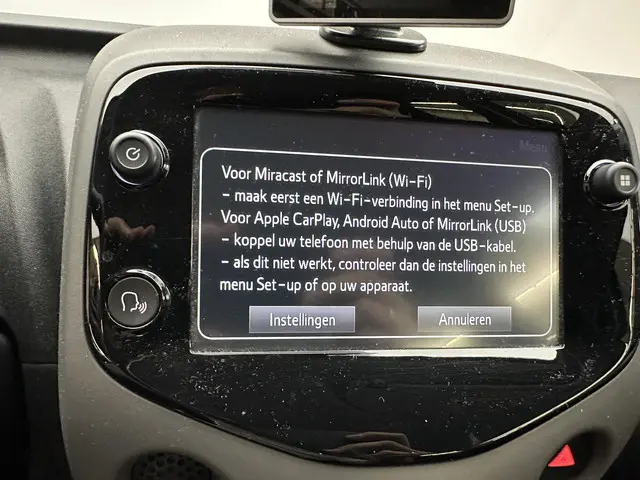 Menu
Voor Miracast of MirrorLink (Wi-Fi)
- maak eerst een Wi-Fi-verbinding in het menu Set-up.
Voor Apple CarPlay, Android Auto of MirrorLink (USB)
- koppel uw telefoon met behulp van de USB-kabel.
- als dit niet werkt, controleer dan de instellingen in het
menu Set-up of op uw apparaat.
Instellingen Annuleren